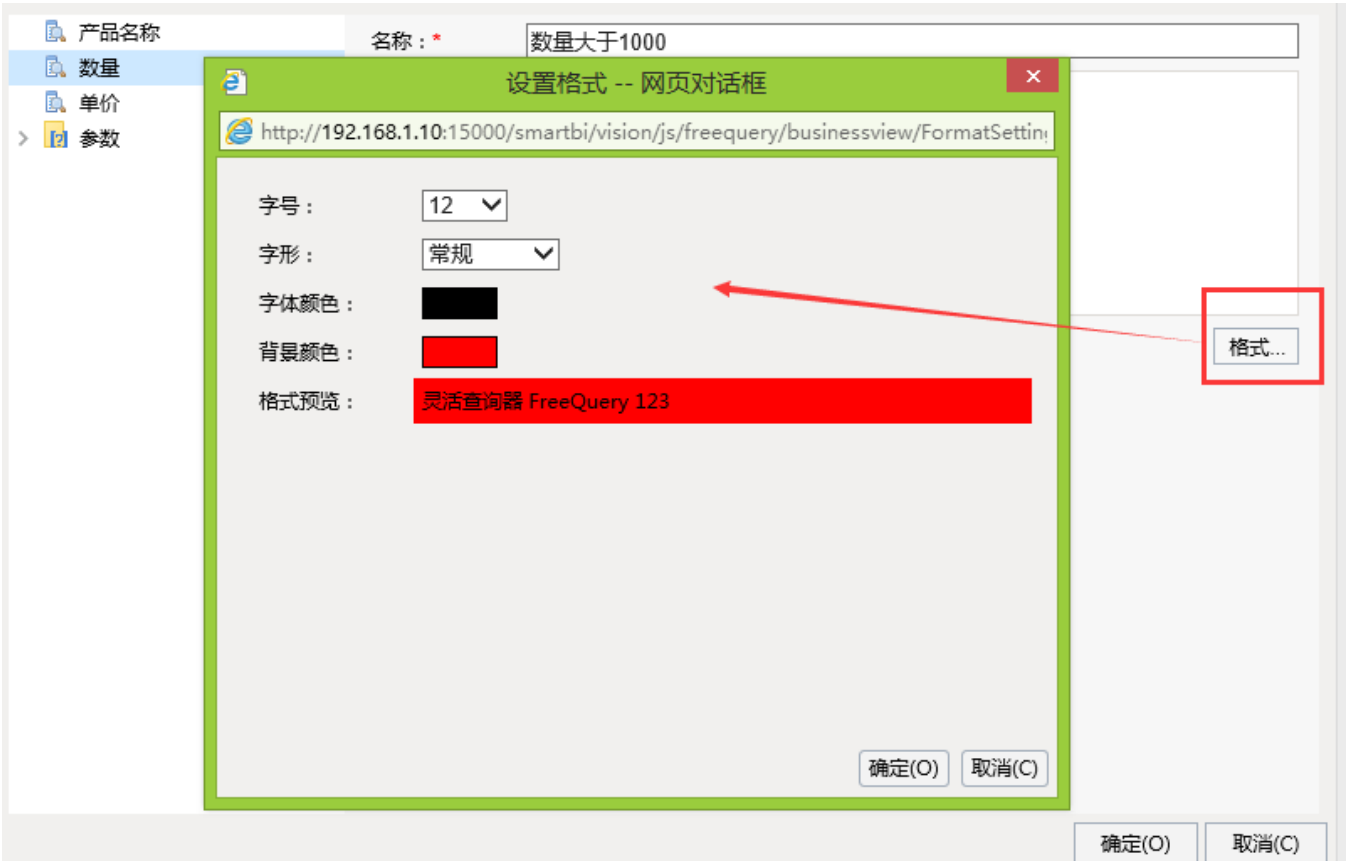 产品名称
数量
单价
参数
名称：*
数量大于1000
设置格式 -- 网页对话框
http://192.168.1.10:15000/smartbi/vision/js/freequery/businessview/FormatSetting
字号：
12
字形：
常规
字体颜色：
背景颜色：
格式预览：
灵活查询器 FreeQuery 123
格式...
确定(O)
取消(C)
确定(O)
取消(C)